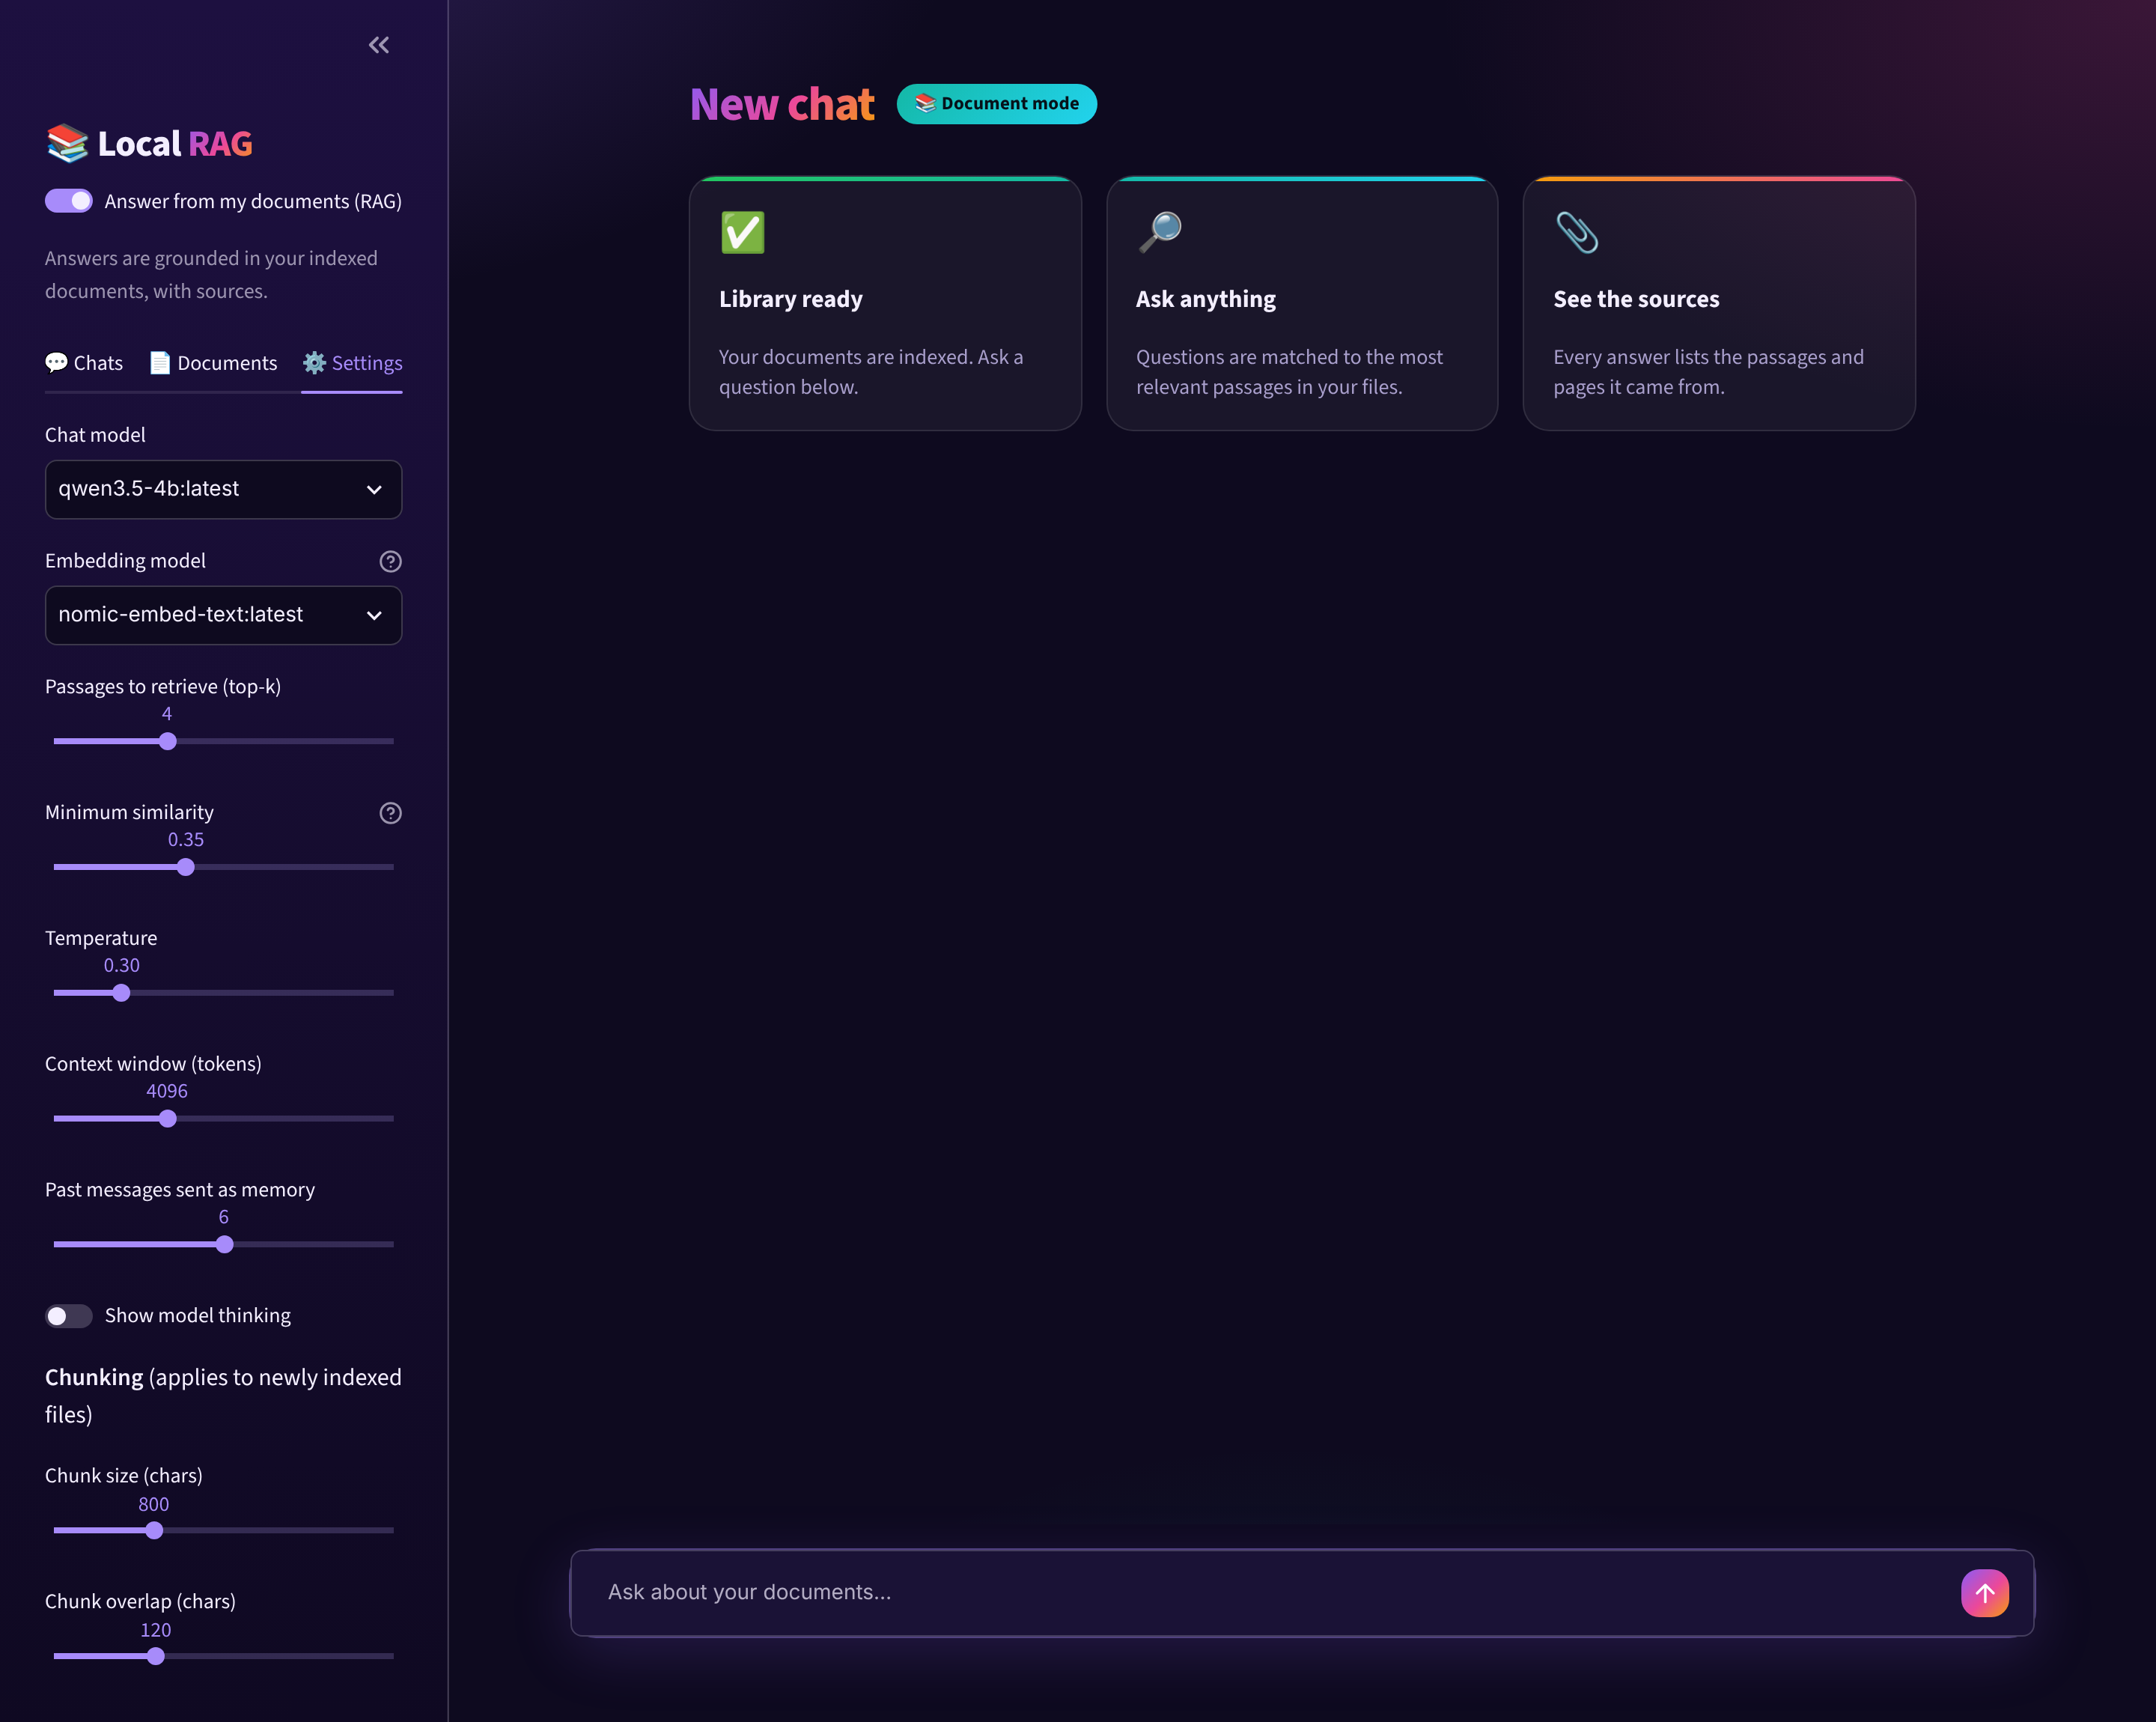 Local RAG
Answer from my documents (RAG)
Answers are grounded in your indexed
documents, with sources.
Chats
Documents
Settings
Chat model
qwen3.5-4b:latest
Embedding model
nomic-embed-text:latest
Passages to retrieve (top-k)
4
Minimum similarity
0.35
Temperature
0.30
Context window (tokens)
4096
Past messages sent as memory
6
Show model thinking
Chunking (applies to newly indexed
files)
Chunk size (chars)
800
Chunk overlap (chars)
120
New chat
Document mode
Library ready
Your documents are indexed. Ask a
question below.
Ask anything
Questions are matched to the most
relevant passages in your files.
See the sources
Every answer lists the passages and
pages it came from.
Ask about your documents...